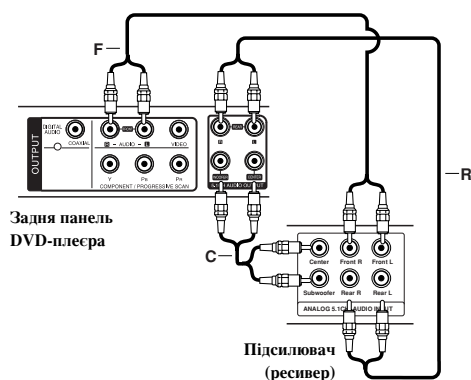 F
R
C
OUTPUT
DIGITAL
AUDIO
COAXIAL
R — AUDIO — L
VIDEO
Y
PB
PR
COMPONENT / PROGRESSIVE SCAN
Задня панель
DVD-плеєра
Center
Front R
Front L
Subwoofer
Rear R
Rear L
ANALOG 5.1CH AUDIO INPUT
Підсилювач
(ресивер)